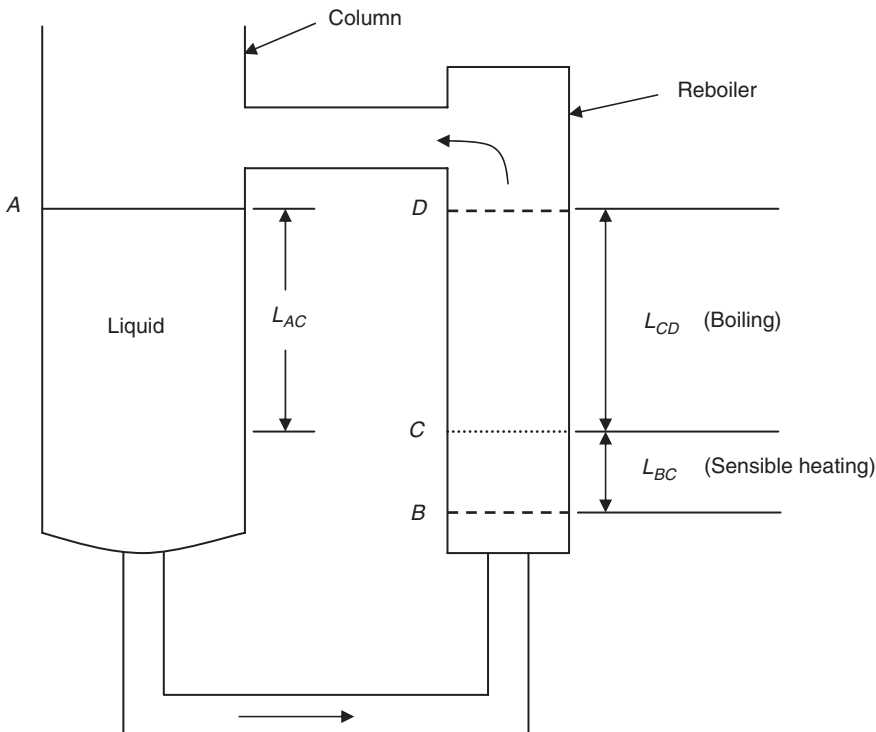 Column
Reboiler
A
D
Liquid
L_AC
L_CD (Boiling)
C
L_BC (Sensible heating)
B